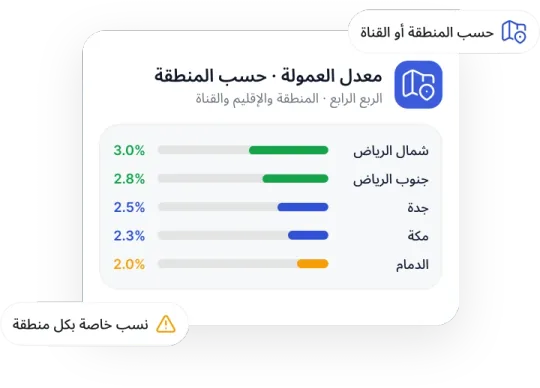 حسب المنطقة أو القناة
معدل العمولة · حسب المنطقة
الربع الرابع · المنطقة والإقليم والقناة
شمال الرياض 3.0%
جنوب الرياض 2.8%
جدة 2.5%
مكة 2.3%
الدمام 2.0%
نسب خاصة بكل منطقة